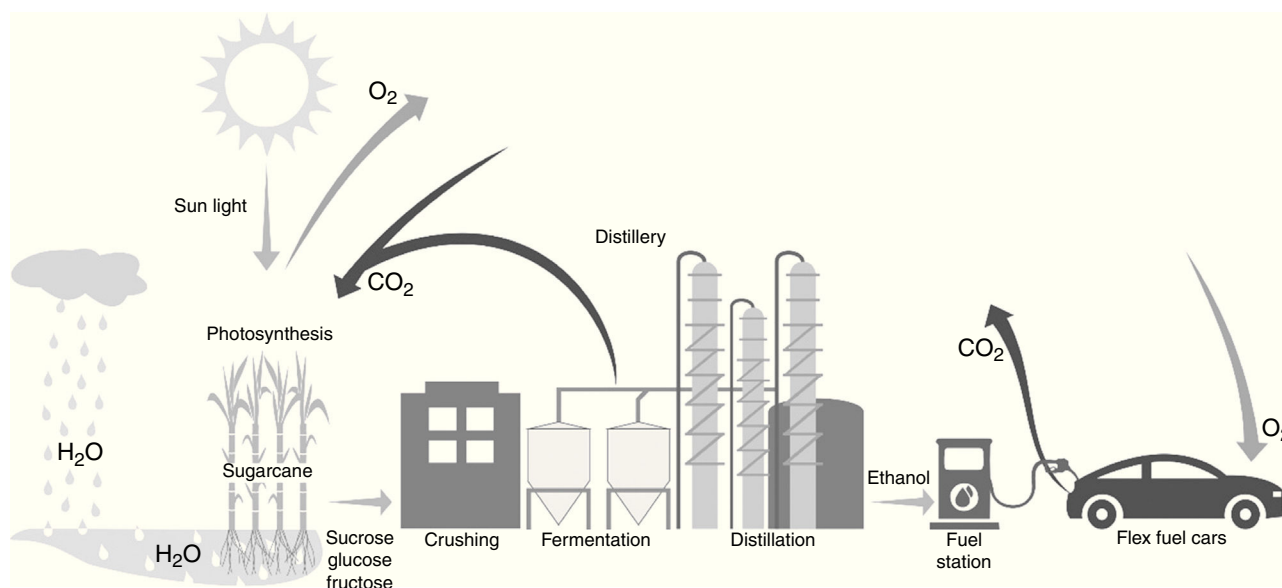 O₂
Sun light
Distillery
CO₂
Photosynthesis
CO₂
H₂O
O₂
Sugarcane
Ethanol
H₂O
Sucrose
glucose
fructose
Crushing
Fermentation
Distillation
Fuel
station
Flex fuel cars